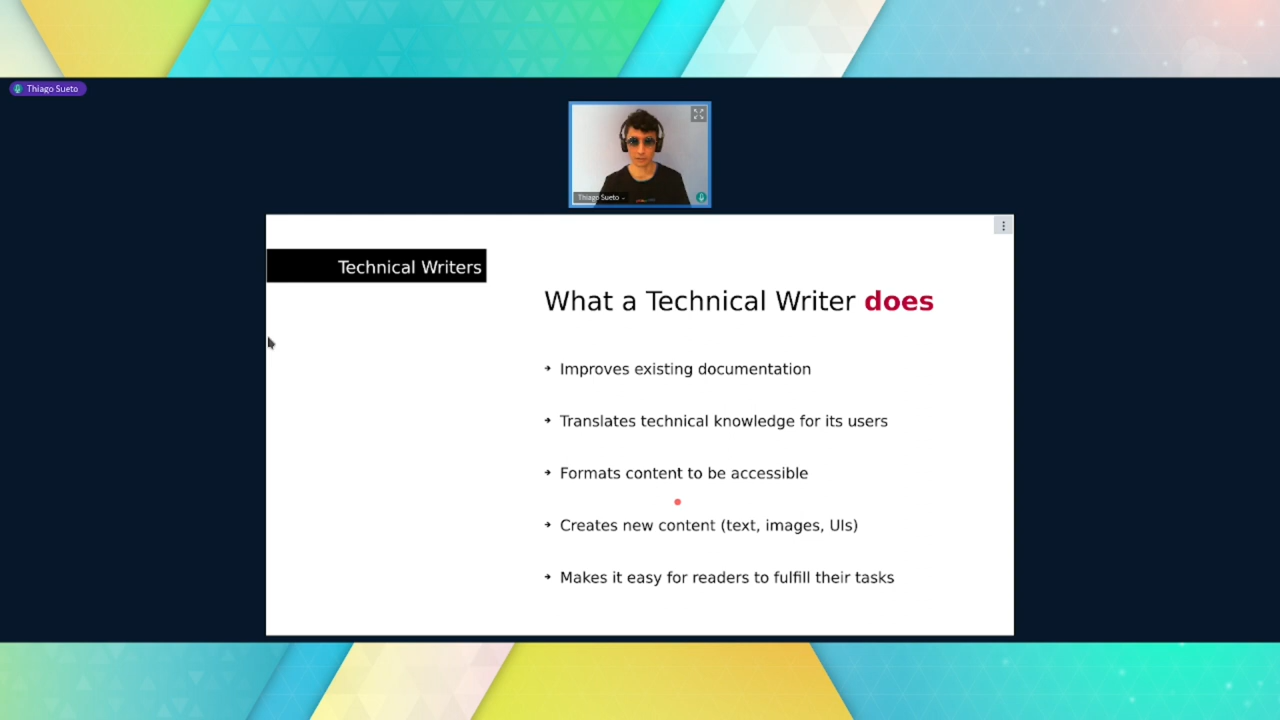 Thiago Sueto
Thiago Sueto
Technical Writers
What a Technical Writer does
Improves existing documentation
Translates technical knowledge for its users
Formats content to be accessible
Creates new content (text, images, UIs)
Makes it easy for readers to fulfill their tasks